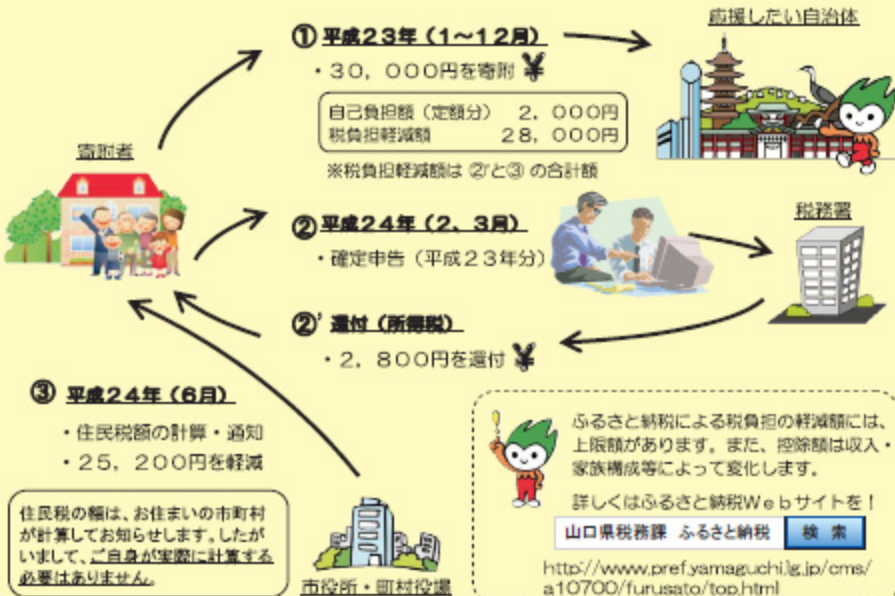 ① 平成23年(1~12月)
・30,000円を寄附 ¥
自己負担額(定額分) 2,000円
税負担軽減額 28,000円
※税負担軽減額は ②'と③ の合計額
応援したい自治体
寄附者
② 平成24年(2、3月)
・確定申告(平成23年分)
税務署
②' 還付(所得税)
・2,800円を還付 ¥
③ 平成24年(6月)
・住民税額の計算・通知
・25,200円を軽減
住民税の額は、お住まいの市町村
が計算してお知らせします。したが
いまして、ご自身が実際に計算する
必要はありません。
市役所・町村役場
ふるさと納税による税負担の軽減額には、
上限額があります。また、控除額は収入・
家族構成等によって変化します。
詳しくはふるさと納税Webサイトを!
山口県税務課 ふるさと納税 検 索
http://www.pref.yamaguchi.lg.jp/cms/
a10700/furusato/top.html